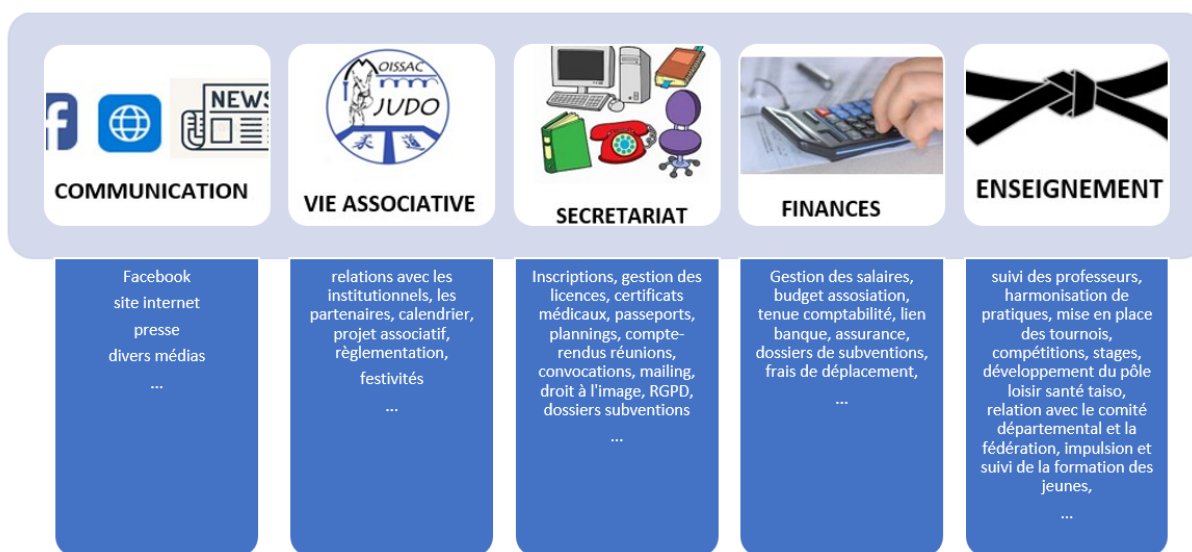 NEWS
COMMUNICATION
MOISSAC
JUDO
VIE ASSOCIATIVE
SECRETARIAT
FINANCES
ENSEIGNEMENT
Facebook
site internet
presse
divers médias
...
relations avec les
institutionnels, les
partenaires, calendrier,
projet associatif,
règlementation,
festivités
...
Inscriptions, gestion des
licences, certificats
médicaux, passeports,
plannings, compte-
rendus réunions,
convocations, mailing,
droit à l'image, RGPD,
dossiers subventions
...
Gestion des salaires,
budget assosiation,
tenue comptabilité, lien
banque, assurance,
dossiers de subventions,
frais de déplacement,
...
suivi des professeurs,
harmonisation de
pratiques, mise en place
des tournois,
compétitions, stages,
développement du pôle
loisir santé taiso,
relation avec le comité
départemental et la
fédération, impulsion et
suivi de la formation des
jeunes,
...